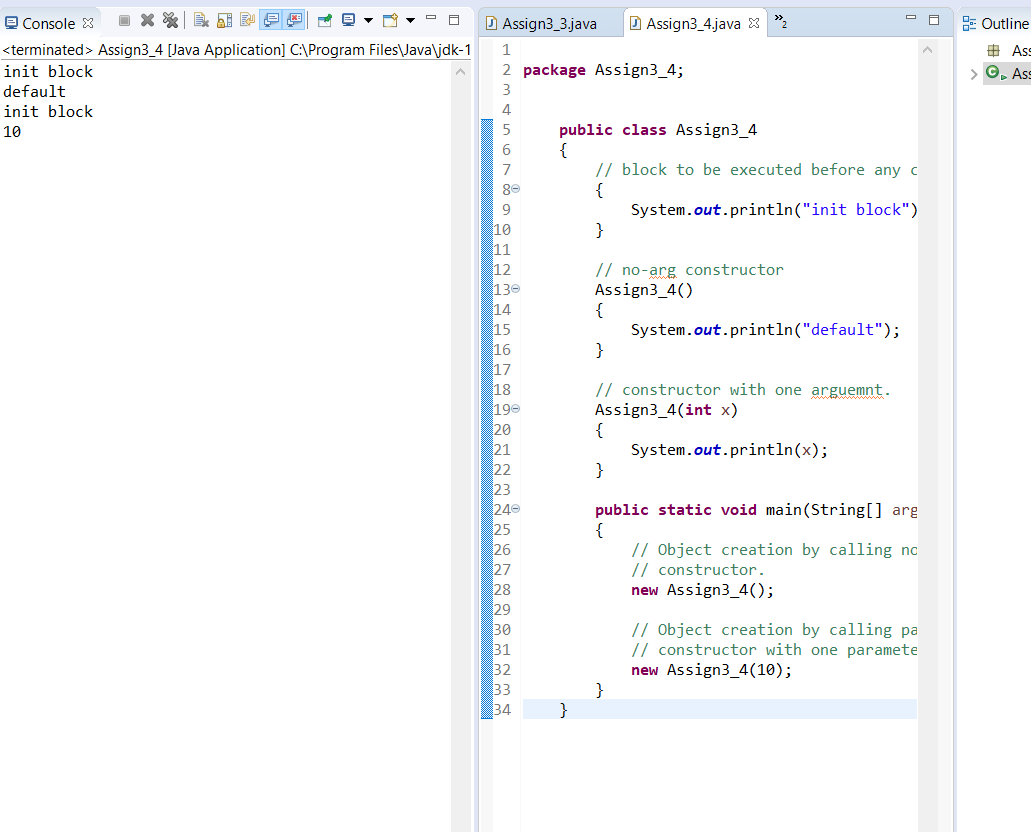 Console
<terminated> Assign3_4 [Java Application] C:\Program Files\Java\jdk-1
init block
default
init block
10
Assign3_3.java
Assign3_4.java
»2
1
2 package Assign3_4;
3
4
5 public class Assign3_4
6 {
7 // block to be executed before any c
8 {
9 System.out.println("init block")
10 }
11
12 // no-arg constructor
13 Assign3_4()
14 {
15 System.out.println("default");
16 }
17
18 // constructor with one arguemnt.
19 Assign3_4(int x)
20 {
21 System.out.println(x);
22 }
23
24 public static void main(String[] arg
25 {
26 // Object creation by calling no
27 // constructor.
28 new Assign3_4();
29
30 // Object creation by calling pa
31 // constructor with one paramete
32 new Assign3_4(10);
33 }
34 }
Outline
Ass
Ass